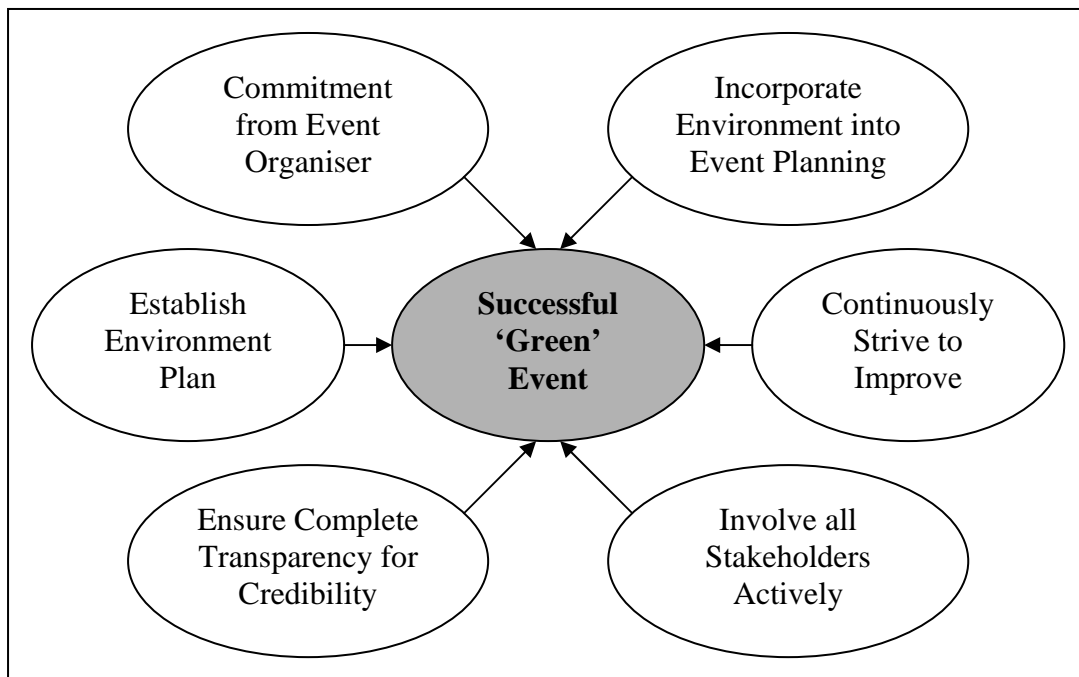 Commitment
from Event
Organiser
Incorporate
Environment into
Event Planning
Establish
Environment
Plan
Successful
‘Green’
Event
Continuously
Strive to
Improve
Ensure Complete
Transparency for
Credibility
Involve all
Stakeholders
Actively